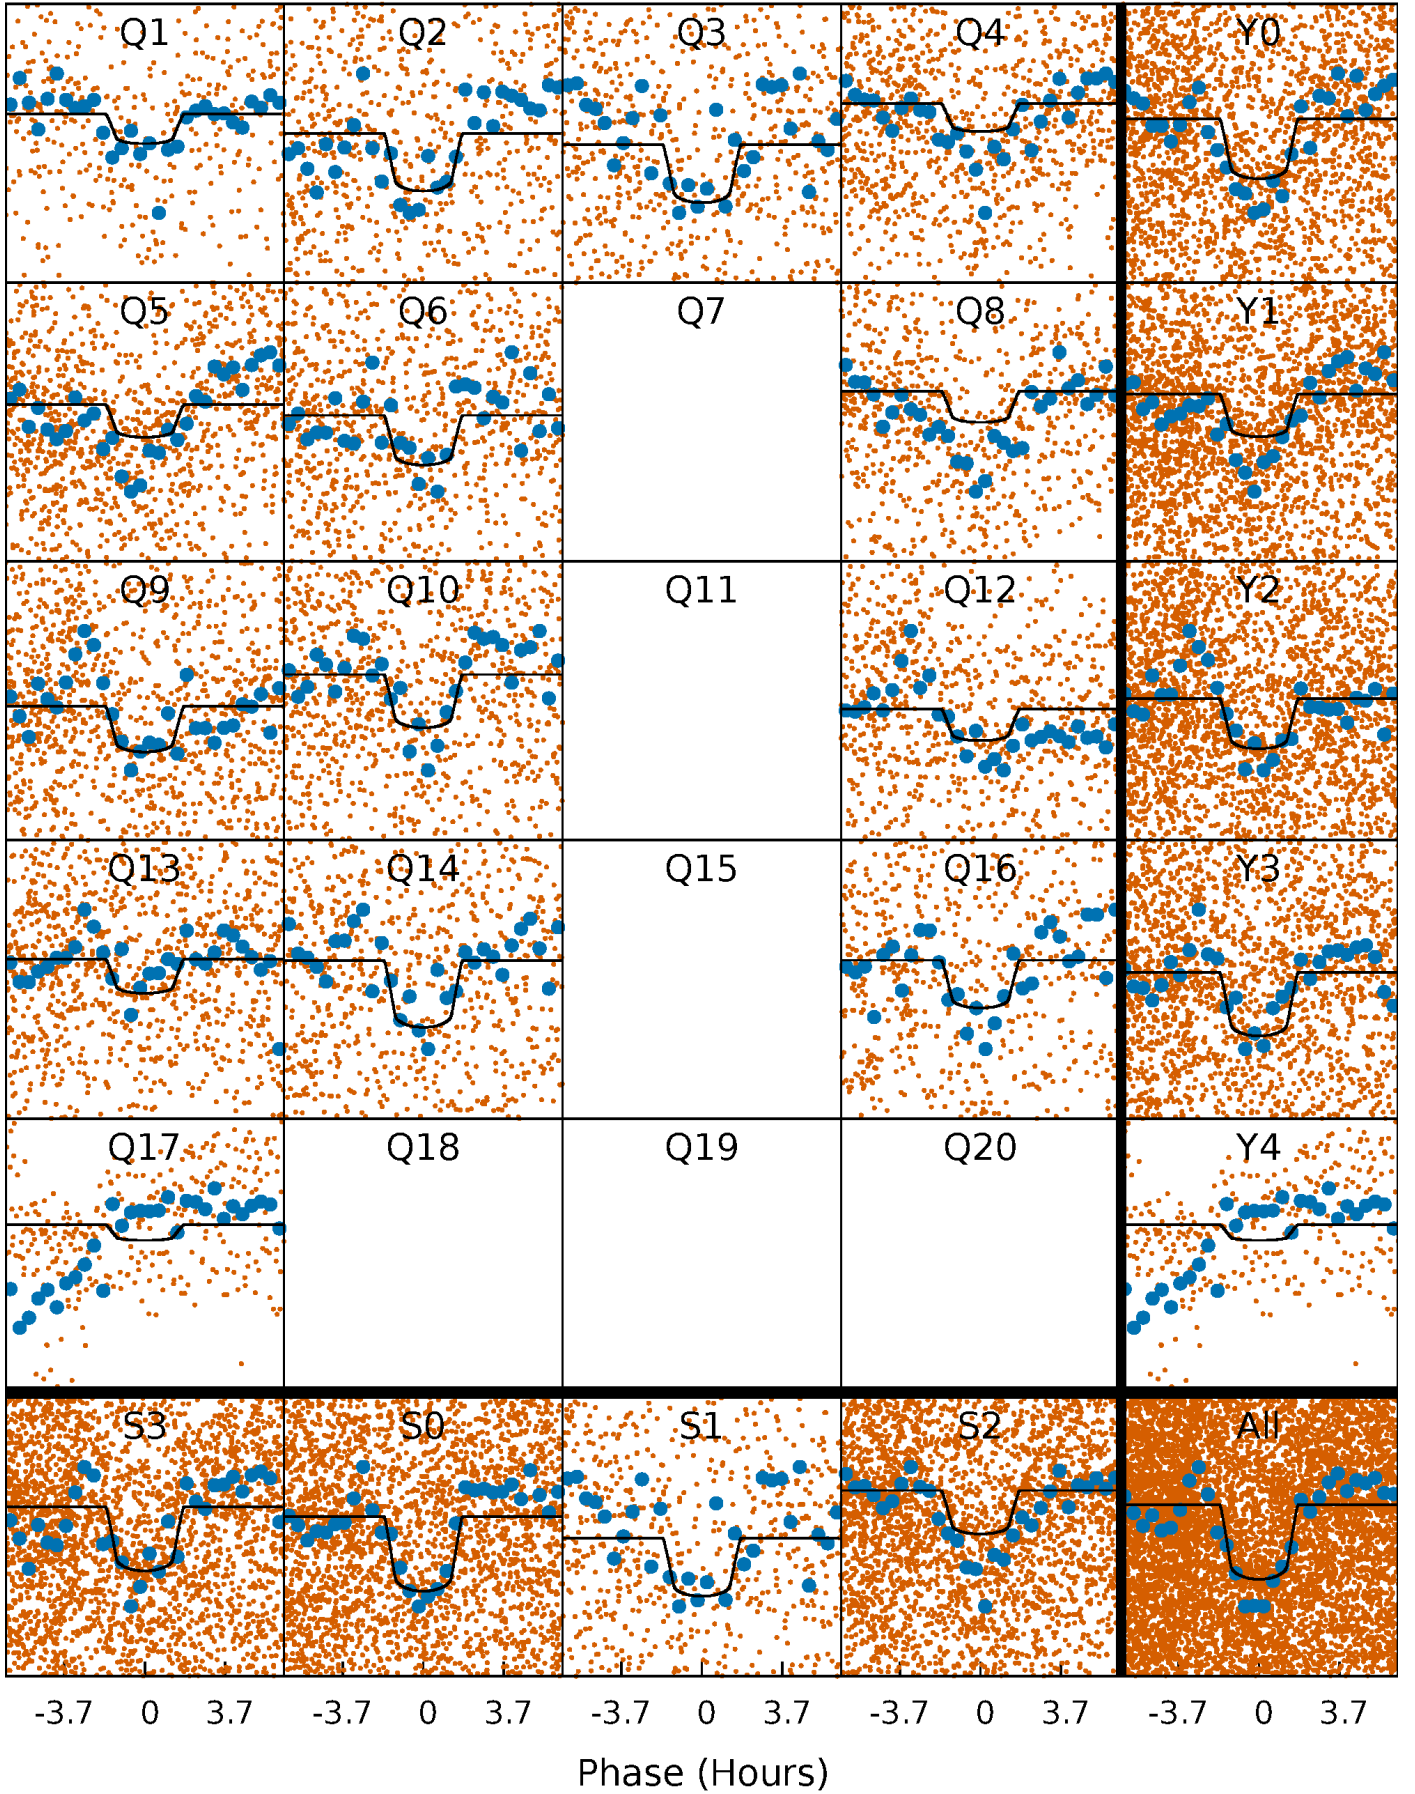 Q1 Q2 Q3 Q4 Y0
Q5 Q6 Q7 Q8 Y1
Q9 Q10 Q11 Q12 Y2
Q13 Q14 Q15 Q16 Y3
Q17 Q18 Q19 Q20 Y4
S3 S0 S1 S2 All
-3.7 0 3.7 -3.7 0 3.7 -3.7 0 3.7 -3.7 0 3.7 -3.7 0 3.7
Phase (Hours)